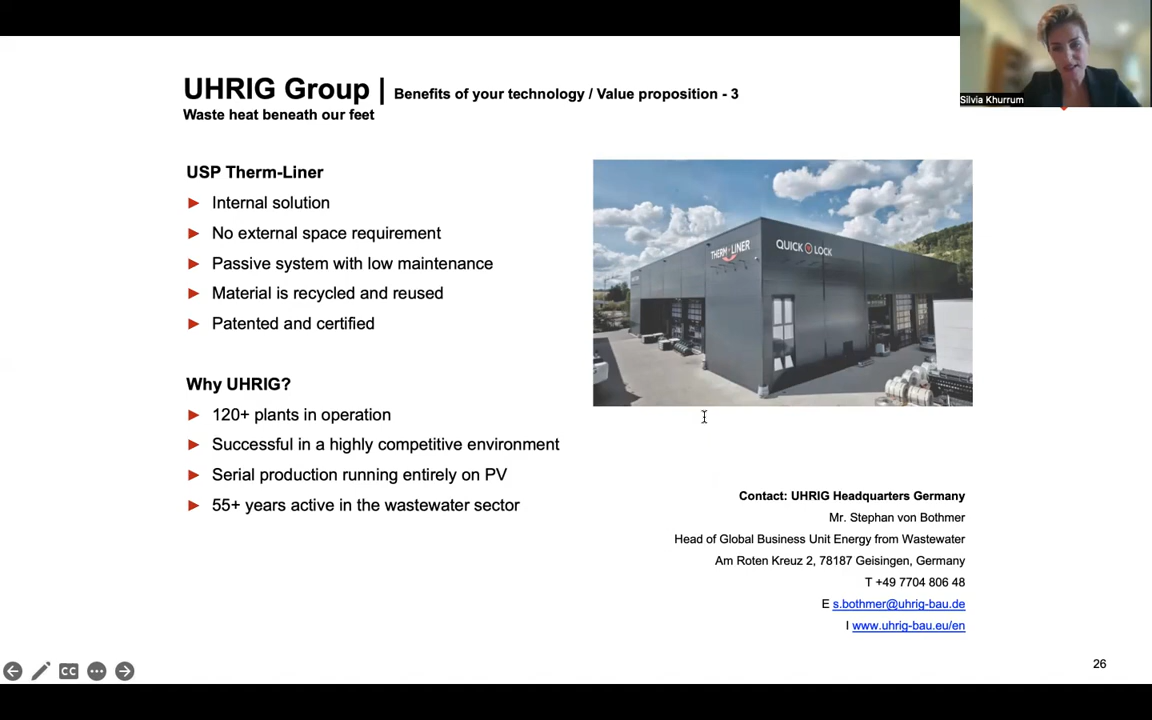 UHRIG Group | Benefits of your technology / Value proposition - 3
Waste heat beneath our feet
Silvia Khurrum
USP Therm-Liner
► Internal solution
► No external space requirement
► Passive system with low maintenance
► Material is recycled and reused
► Patented and certified
THERM LINER
QUICK LOCK
Why UHRIG?
► 120+ plants in operation
► Successful in a highly competitive environment
► Serial production running entirely on PV
► 55+ years active in the wastewater sector
Contact: UHRIG Headquarters Germany
Mr. Stephan von Bothmer
Head of Global Business Unit Energy from Wastewater
Am Roten Kreuz 2, 78187 Geisingen, Germany
T +49 7704 806 48
E s.bothmer@uhrig-bau.de
I www.uhrig-bau.eu/en
26
CC